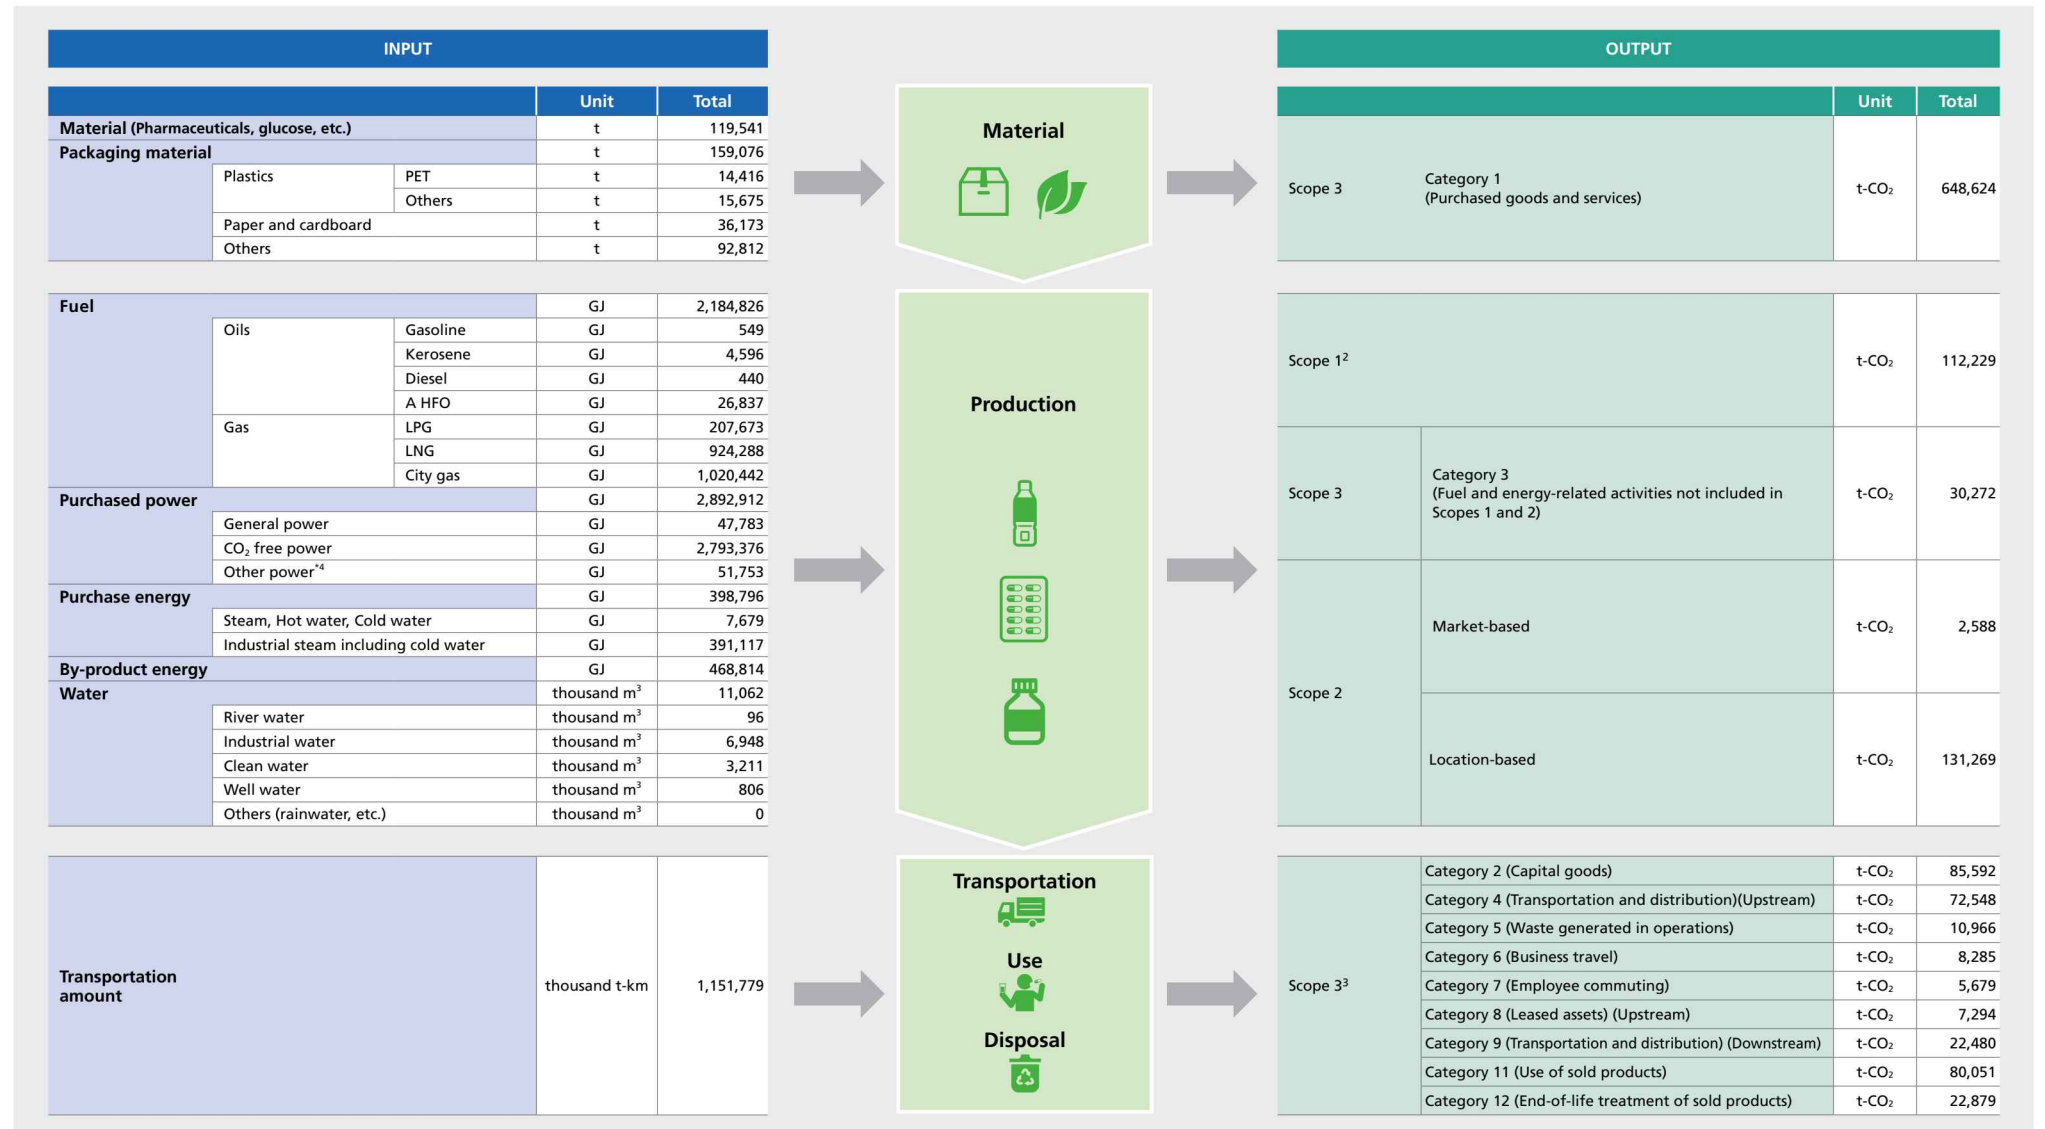 INPUT
Unit Total
Material (Pharmaceuticals, glucose, etc.) t 119,541
Packaging material t 159,076
Plastics PET t 14,416
Others t 15,675
Paper and cardboard t 36,173
Others t 92,812
Fuel GJ 2,184,826
Oils Gasoline GJ 549
Kerosene GJ 4,596
Diesel GJ 440
A HFO GJ 26,837
Gas LPG GJ 207,673
LNG GJ 924,288
City gas GJ 1,020,442
Purchased power GJ 2,892,912
General power GJ 47,783
CO₂ free power GJ 2,793,376
Other power*⁴ GJ 51,753
Purchase energy GJ 398,796
Steam, Hot water, Cold water GJ 7,679
Industrial steam including cold water GJ 391,117
By-product energy GJ 468,814
Water thousand m³ 11,062
River water thousand m³ 96
Industrial water thousand m³ 6,948
Clean water thousand m³ 3,211
Well water thousand m³ 806
Others (rainwater, etc.) thousand m³ 0
Transportation
amount
thousand t-km 1,151,779
Material
Production
Transportation
Use
Disposal
OUTPUT
Unit Total
Scope 3
Category 1
(Purchased goods and services)
t-CO₂ 648,624
Scope 1² t-CO₂ 112,229
Scope 3
Category 3
(Fuel and energy-related activities not included in
Scopes 1 and 2)
t-CO₂ 30,272
Scope 2
Market-based t-CO₂ 2,588
Location-based t-CO₂ 131,269
Scope 3³
Category 2 (Capital goods) t-CO₂ 85,592
Category 4 (Transportation and distribution)(Upstream) t-CO₂ 72,548
Category 5 (Waste generated in operations) t-CO₂ 10,966
Category 6 (Business travel) t-CO₂ 8,285
Category 7 (Employee commuting) t-CO₂ 5,679
Category 8 (Leased assets) (Upstream) t-CO₂ 7,294
Category 9 (Transportation and distribution) (Downstream) t-CO₂ 22,480
Category 11 (Use of sold products) t-CO₂ 80,051
Category 12 (End-of-life treatment of sold products) t-CO₂ 22,879